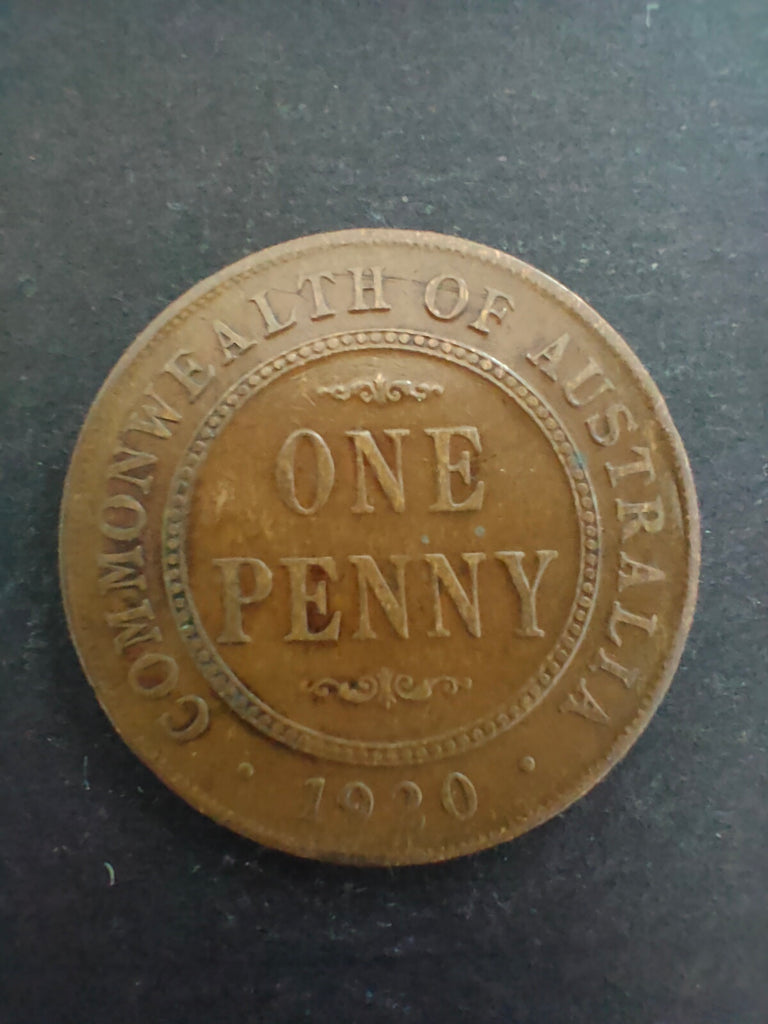 COMMONWEALTH OF AUSTRALIA
ONE
PENNY
1920